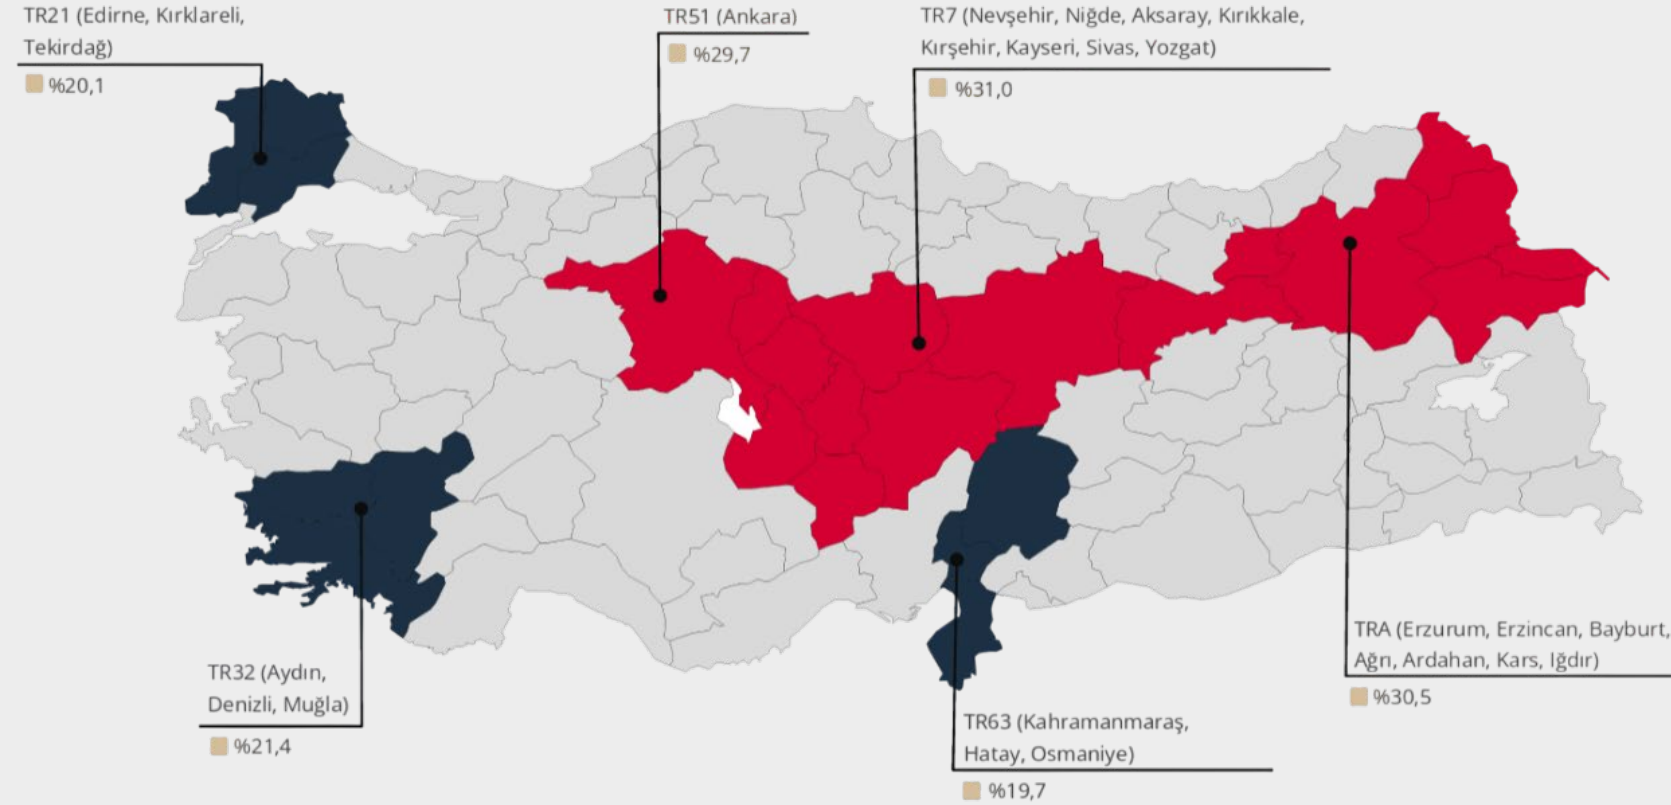 TR21 (Edirne, Kırklareli,
Tekirdağ)
%20,1
TR51 (Ankara)
%29,7
TR7 (Nevşehir, Niğde, Aksaray, Kırıkkale,
Kırşehir, Kayseri, Sivas, Yozgat)
%31,0
TR32 (Aydın,
Denizli, Muğla)
%21,4
TR63 (Kahramanmaraş,
Hatay, Osmaniye)
%19,7
TRA (Erzurum, Erzincan, Bayburt,
Ağrı, Ardahan, Kars, Iğdır)
%30,5